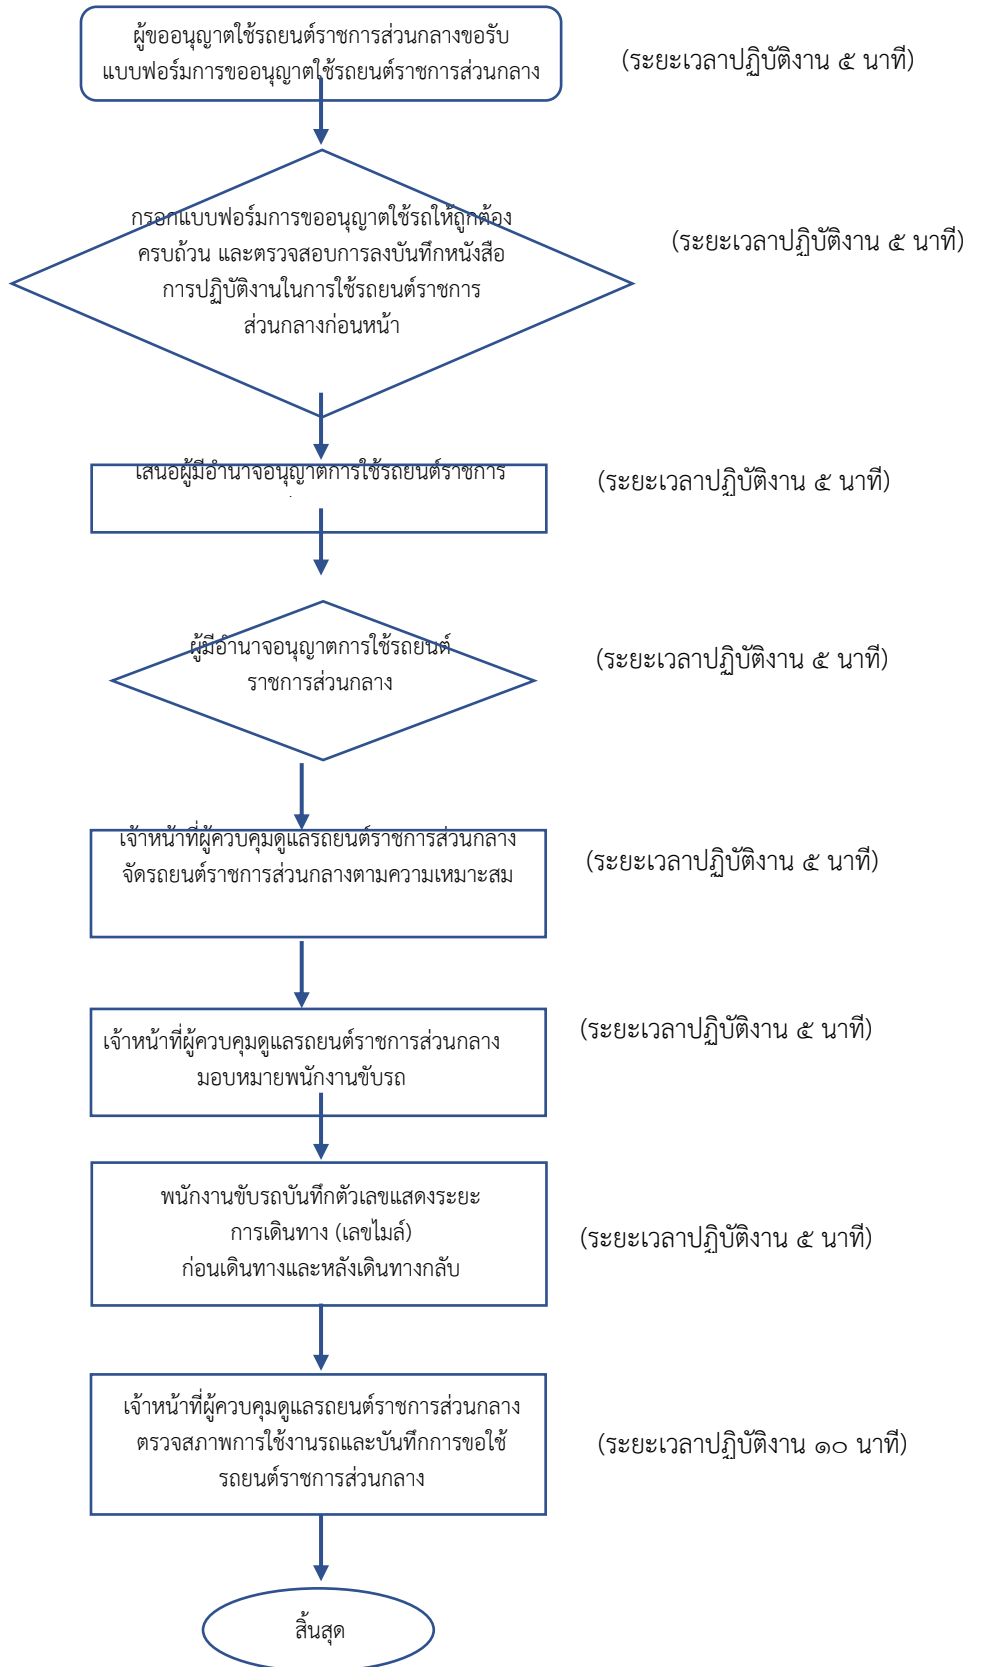 ผู้ขออนุญาตใช้รถยนต์ราชการส่วนกลางขอรับ
แบบฟอร์มการขออนุญาตใช้รถยนต์ราชการส่วนกลาง
(ระยะเวลาปฏิบัติงาน ๕ นาที)
กรอกแบบฟอร์มการขออนุญาตใช้รถให้ถูกต้อง
ครบถ้วน และตรวจสอบการลงบันทึกหนังสือ
การปฏิบัติงานในการใช้รถยนต์ราชการ
ส่วนกลางก่อนหน้า
(ระยะเวลาปฏิบัติงาน ๕ นาที)
เสนอผู้มีอำนาจอนุญาตการใช้รถยนต์ราชการ
(ระยะเวลาปฏิบัติงาน ๕ นาที)
ผู้มีอำนาจอนุญาตการใช้รถยนต์
ราชการส่วนกลาง
(ระยะเวลาปฏิบัติงาน ๕ นาที)
เจ้าหน้าที่ผู้ควบคุมดูแลรถยนต์ราชการส่วนกลาง
จัดรถยนต์ราชการส่วนกลางตามความเหมาะสม
(ระยะเวลาปฏิบัติงาน ๕ นาที)
เจ้าหน้าที่ผู้ควบคุมดูแลรถยนต์ราชการส่วนกลาง
มอบหมายพนักงานขับรถ
(ระยะเวลาปฏิบัติงาน ๕ นาที)
พนักงานขับรถบันทึกตัวเลขแสดงระยะ
การเดินทาง (เลขไมล์)
ก่อนเดินทางและหลังเดินทางกลับ
(ระยะเวลาปฏิบัติงาน ๕ นาที)
เจ้าหน้าที่ผู้ควบคุมดูแลรถยนต์ราชการส่วนกลาง
ตรวจสภาพการใช้งานรถและบันทึกการขอใช้
รถยนต์ราชการส่วนกลาง
(ระยะเวลาปฏิบัติงาน ๑๐ นาที)
สิ้นสุด